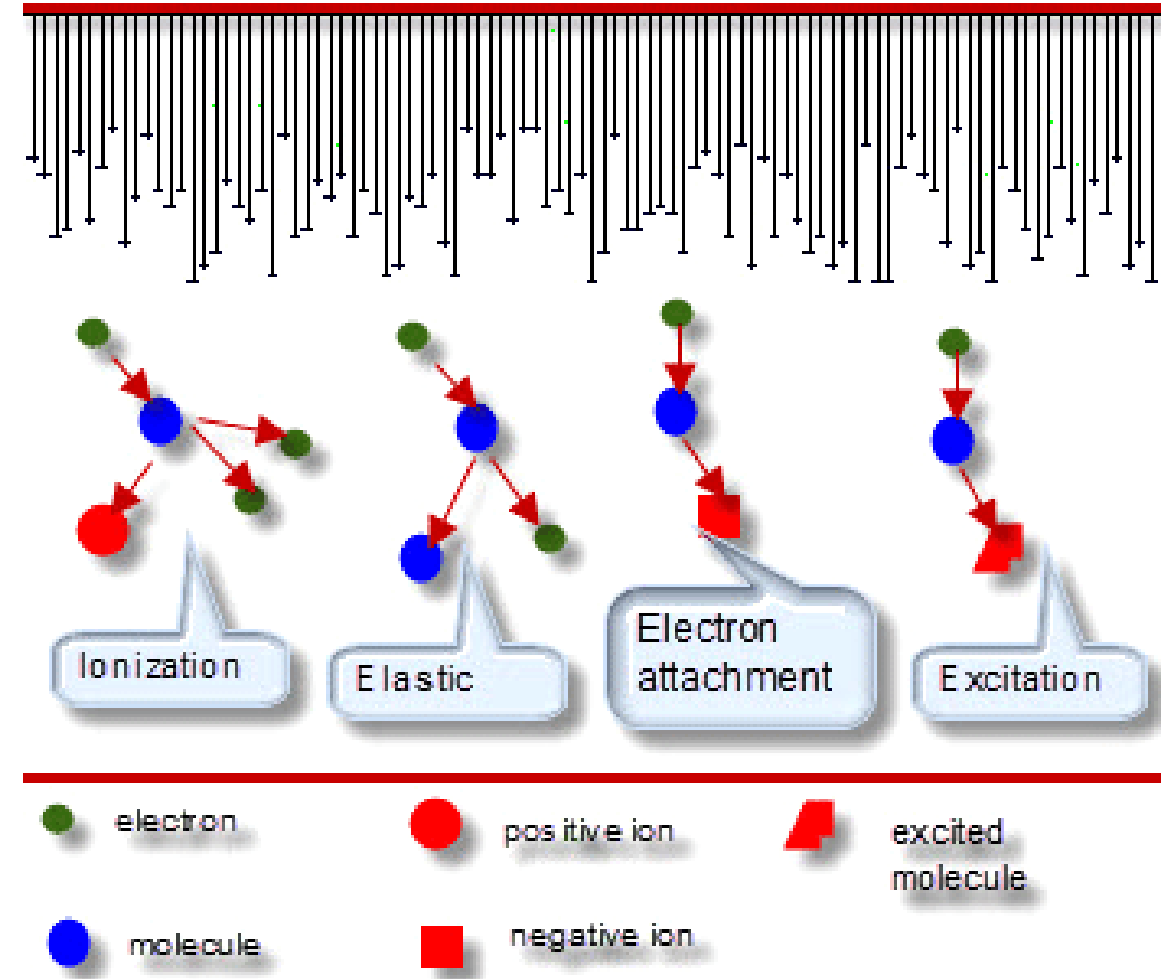 Ionization
Elastic
Electron
attachment
Excitation
electron
positive ion
excited
molecule
molecule
negative ion